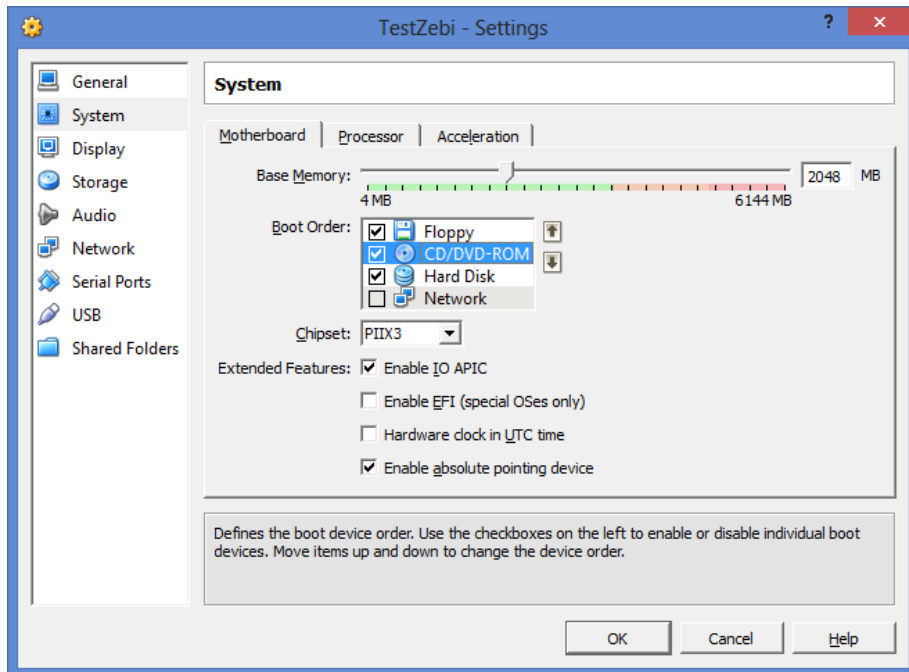 TestZebi - Settings
?
General
System
Display
Storage
Audio
Network
Serial Ports
USB
Shared Folders
System
Motherboard
Processor
Acceleration
Base Memory:
2048 MB
4 MB
6144 MB
Boot Order:
Floppy
CD/DVD-ROM
Hard Disk
Network
Chipset: PIIX3
Extended Features: Enable IO APIC
Enable EFI (special OSes only)
Hardware clock in UTC time
Enable absolute pointing device
Defines the boot device order. Use the checkboxes on the left to enable or disable individual boot
devices. Move items up and down to change the device order.
OK
Cancel
Help